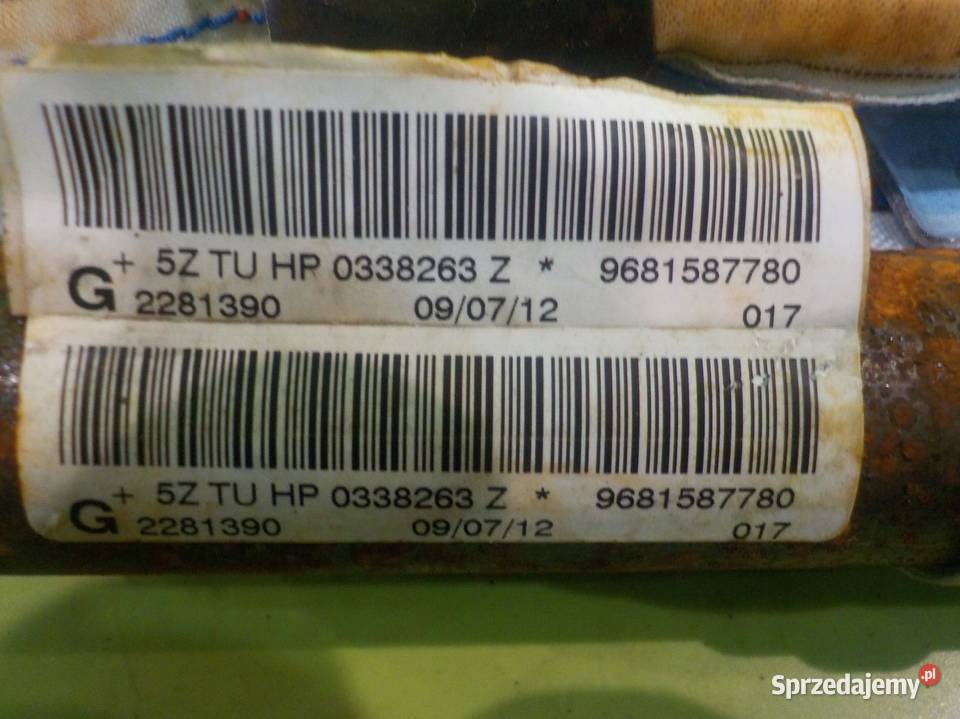 + 5Z TU HP 0338263 Z * 9681587780
G 2281390 09/07/12 017
+ 5Z TU HP 0338263 Z * 9681587780
G 2281390 09/07/12 017
Sprzedajemy.pl